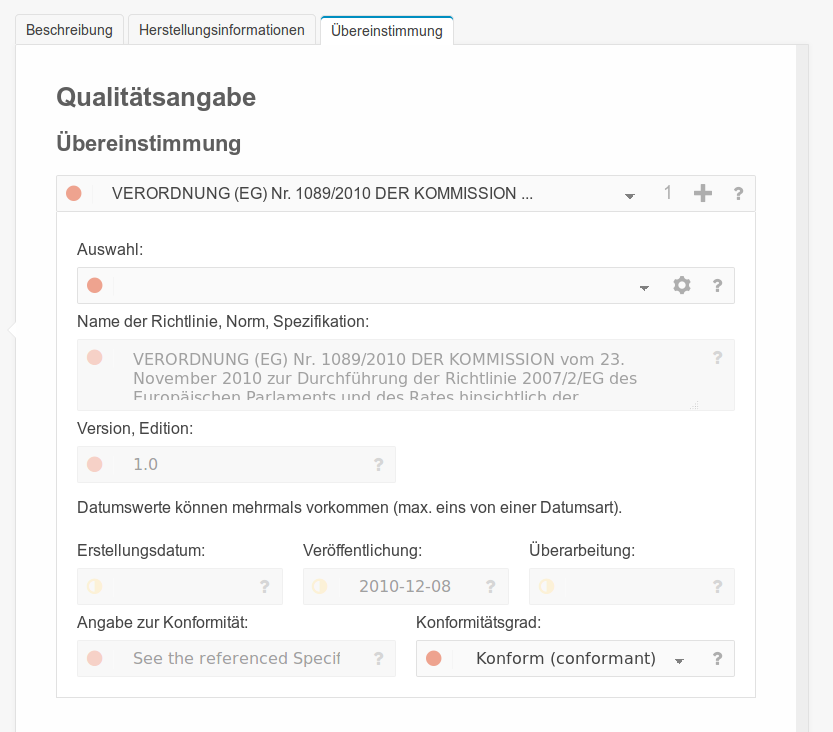 Beschreibung Herstellungsinformationen Übereinstimmung
Qualitätsangabe
Übereinstimmung
VERORDNUNG (EG) Nr. 1089/2010 DER KOMMISSION ... 1 ?
Auswahl:
?
Name der Richtlinie, Norm, Spezifikation:
VERORDNUNG (EG) Nr. 1089/2010 DER KOMMISSION vom 23. ?
November 2010 zur Durchführung der Richtlinie 2007/2/EG des
Europäischen Parlaments und des Rates hinsichtlich der
Version, Edition:
1.0 ?
Datumswerte können mehrmals vorkommen (max. eins von einer Datumsart).
Erstellungsdatum: Veröffentlichung: Überarbeitung:
? 2010-12-08 ? ?
Angabe zur Konformität: Konformitätsgrad:
See the referenced Specif ? Konform (conformant) ?